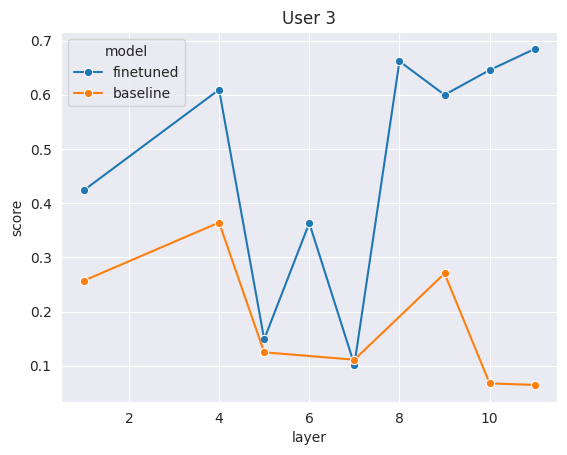 User 3
model
finetuned
baseline
score
0.7
0.6
0.5
0.4
0.3
0.2
0.1
2 4 6 8 10
layer